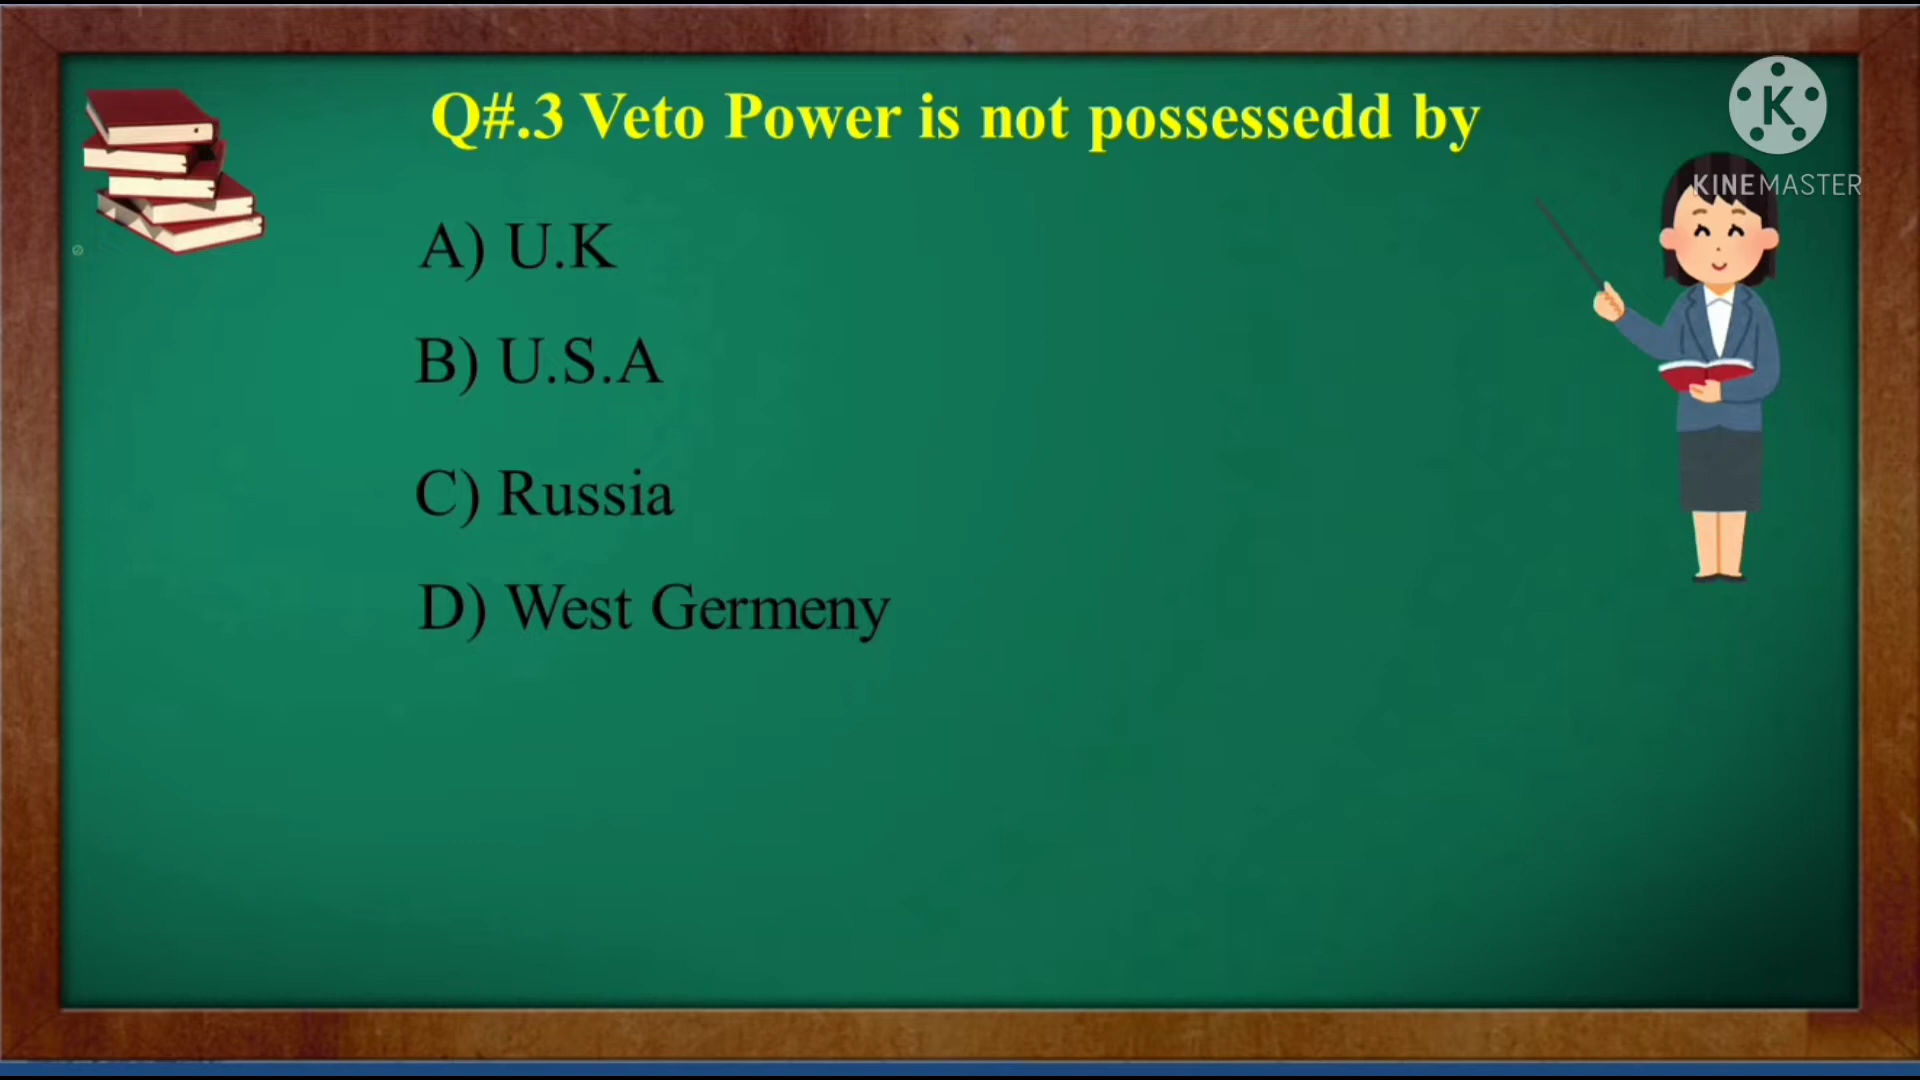 Q#.3 Veto Power is not possessedd by
K
KINEMASTER
A) U.K
B) U.S.A
C) Russia
D) West Germeny